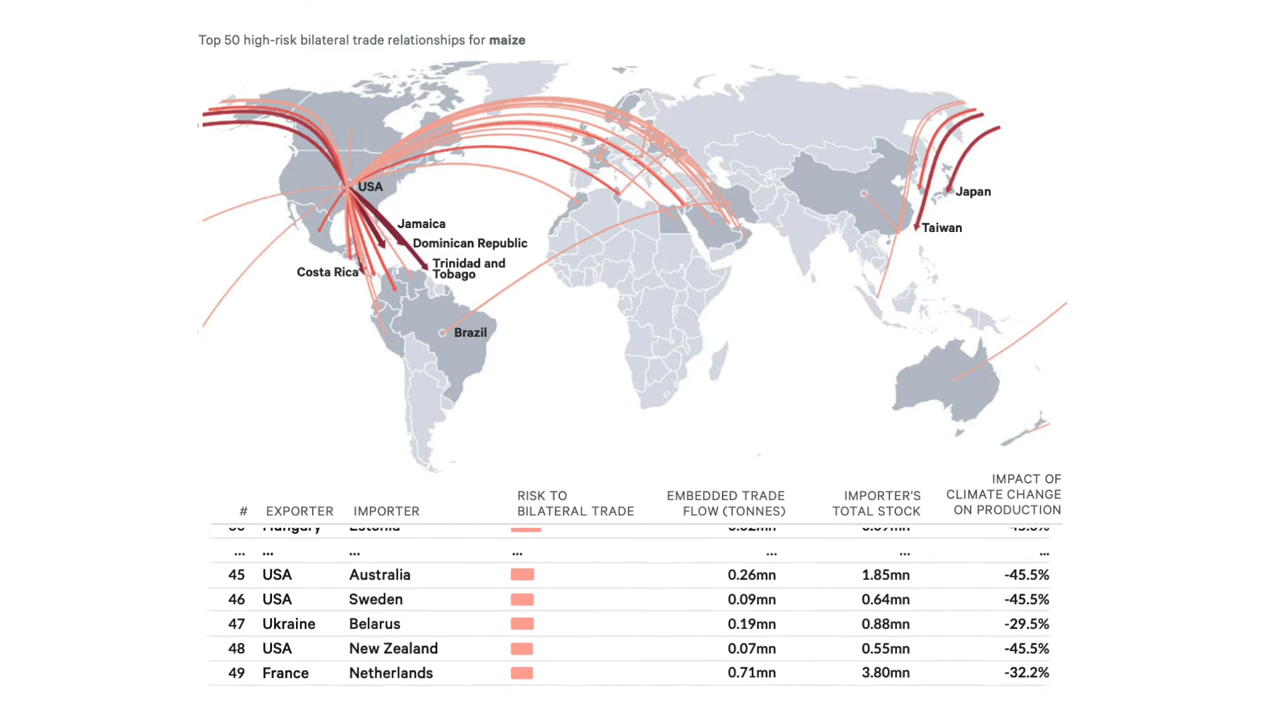 Top 50 high-risk bilateral trade relationships for maize
USA
Japan
Jamaica
Taiwan
Dominican Republic
Trinidad and
Tobago
Costa Rica
Brazil
# EXPORTER IMPORTER RISK TO BILATERAL TRADE EMBEDDED TRADE FLOW (TONNES) IMPORTER'S TOTAL STOCK IMPACT OF CLIMATE CHANGE ON PRODUCTION
Hungary Estonia
... ... ... ... ... ... ...
45 USA Australia 0.26mn 1.85mn -45.5%
46 USA Sweden 0.09mn 0.64mn -45.5%
47 Ukraine Belarus 0.19mn 0.88mn -29.5%
48 USA New Zealand 0.07mn 0.55mn -45.5%
49 France Netherlands 0.71mn 3.80mn -32.2%